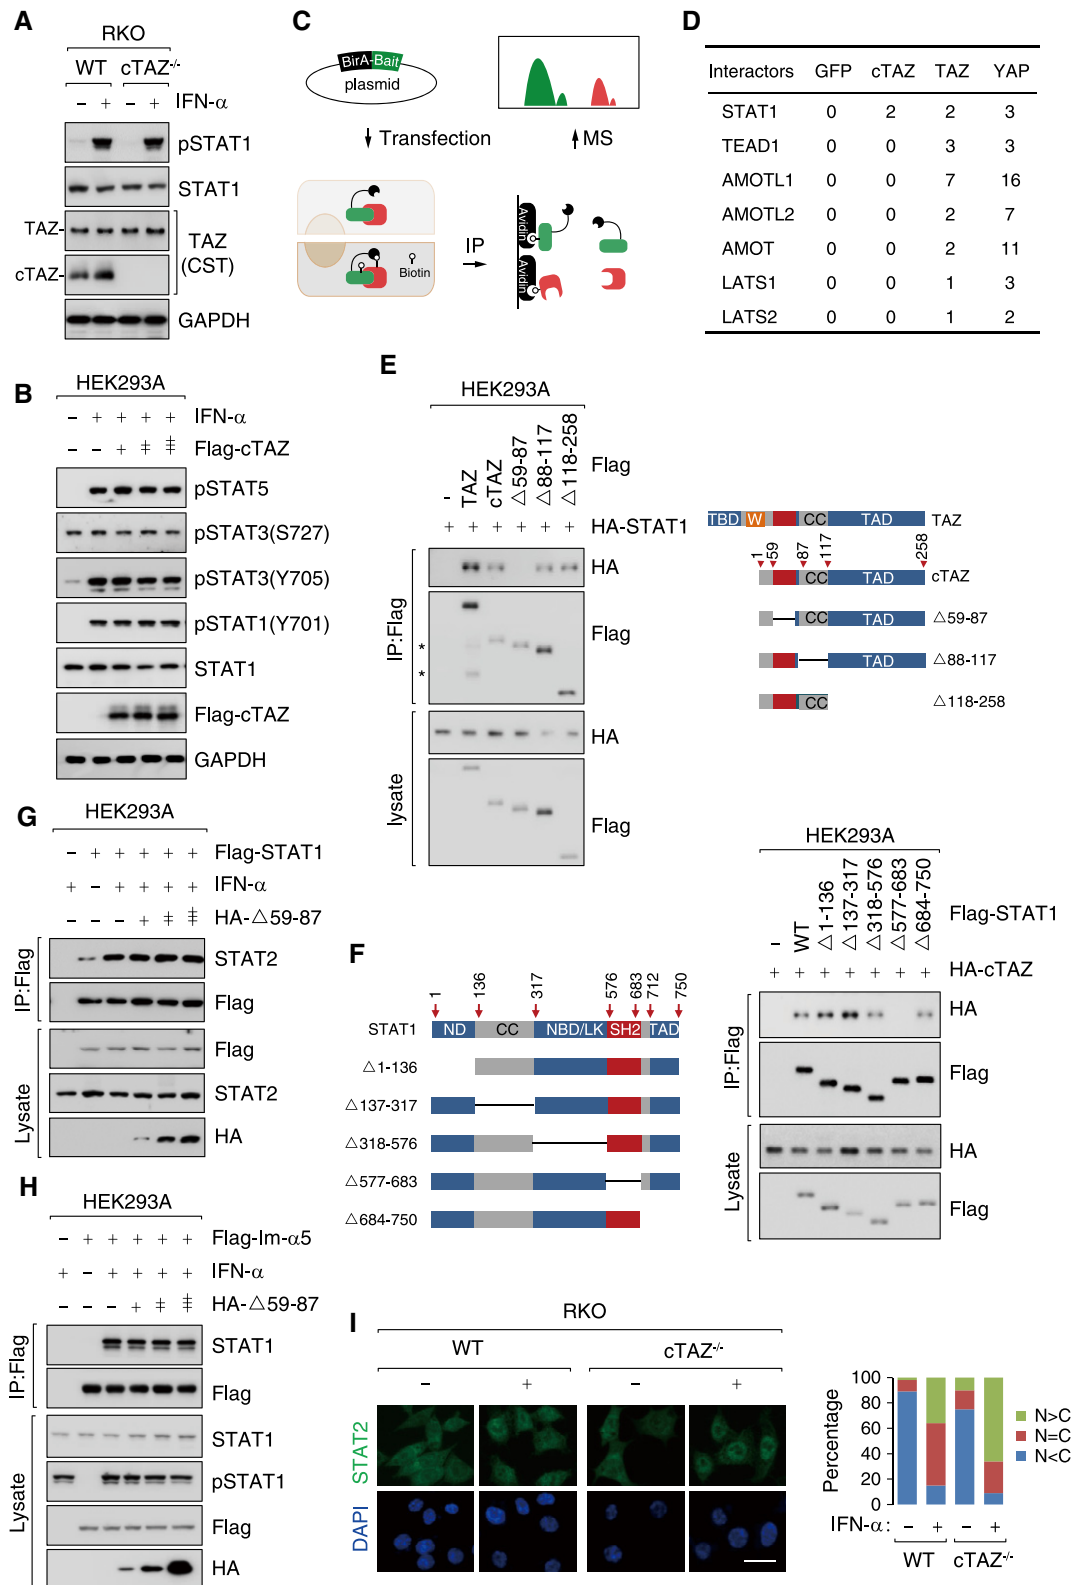 A
RKO
WT cTAZ-/-
– + – + IFN-α
pSTAT1
STAT1
TAZ-
cTAZ-
TAZ
(CST)
GAPDH
B
HEK293A
– + + + + IFN-α
– – + ‡ ‡ Flag-cTAZ
pSTAT5
pSTAT3(S727)
pSTAT3(Y705)
pSTAT1(Y701)
STAT1
Flag-cTAZ
GAPDH
C
BirA-Bait
plasmid
Transfection
MS
Biotin
IP
Avidin
Avidin
D
Interactors GFP cTAZ TAZ YAP
STAT1 0 2 2 3
TEAD1 0 0 3 3
AMOTL1 0 0 7 16
AMOTL2 0 0 2 7
AMOT 0 0 2 11
LATS1 0 0 1 3
LATS2 0 0 1 2
E
HEK293A
– TAZ cTAZ △59-87 △88-117 △118-258 Flag
+ + + + + + HA-STAT1
IP:Flag
HA
Flag
*
*
lysate
HA
Flag
TBD W CC TAD TAZ
1 59 87 117 258
CC TAD cTAZ
CC TAD △59-87
TAD △88-117
CC △118-258
F
1 136 317 576 683 712 750
STAT1 ND CC NBD/LK SH2 TAD
△1-136
△137-317
△318-576
△577-683
△684-750
HEK293A
– WT △1-136 △137-317 △318-576 △577-683 △684-750 Flag-STAT1
+ + + + + + + HA-cTAZ
IP:Flag
HA
Flag
Lysate
HA
Flag
G
HEK293A
– + + + + + Flag-STAT1
+ – + + + + IFN-α
– – – + ‡ ‡ HA-△59-87
IP:Flag
STAT2
Flag
Lysate
Flag
STAT2
HA
H
HEK293A
– + + + + + Flag-Im-α5
+ – + + + + IFN-α
– – – + ‡ ‡ HA-△59-87
IP:Flag
STAT1
Flag
Lysate
STAT1
pSTAT1
Flag
HA
I
RKO
WT cTAZ-/-
– + – +
STAT2
DAPI
Percentage
100
80
60
40
20
0
N>C
N=C
N<C
IFN-α: – + – +
WT cTAZ-/-